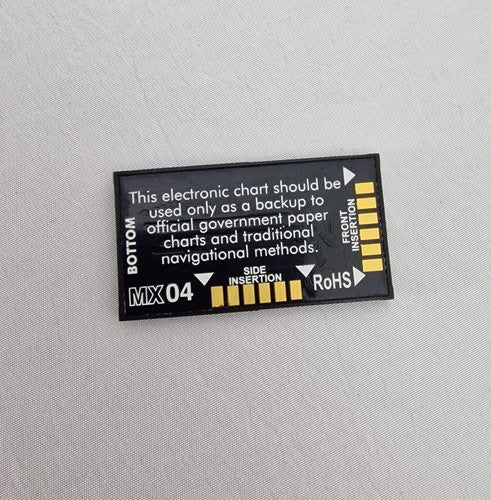 This electronic chart should be
used only as a backup to
official government paper
charts and traditional
navigational methods.
BOTTOM
FRONT
INSERTION
SIDE
INSERTION
MX04
RoHS